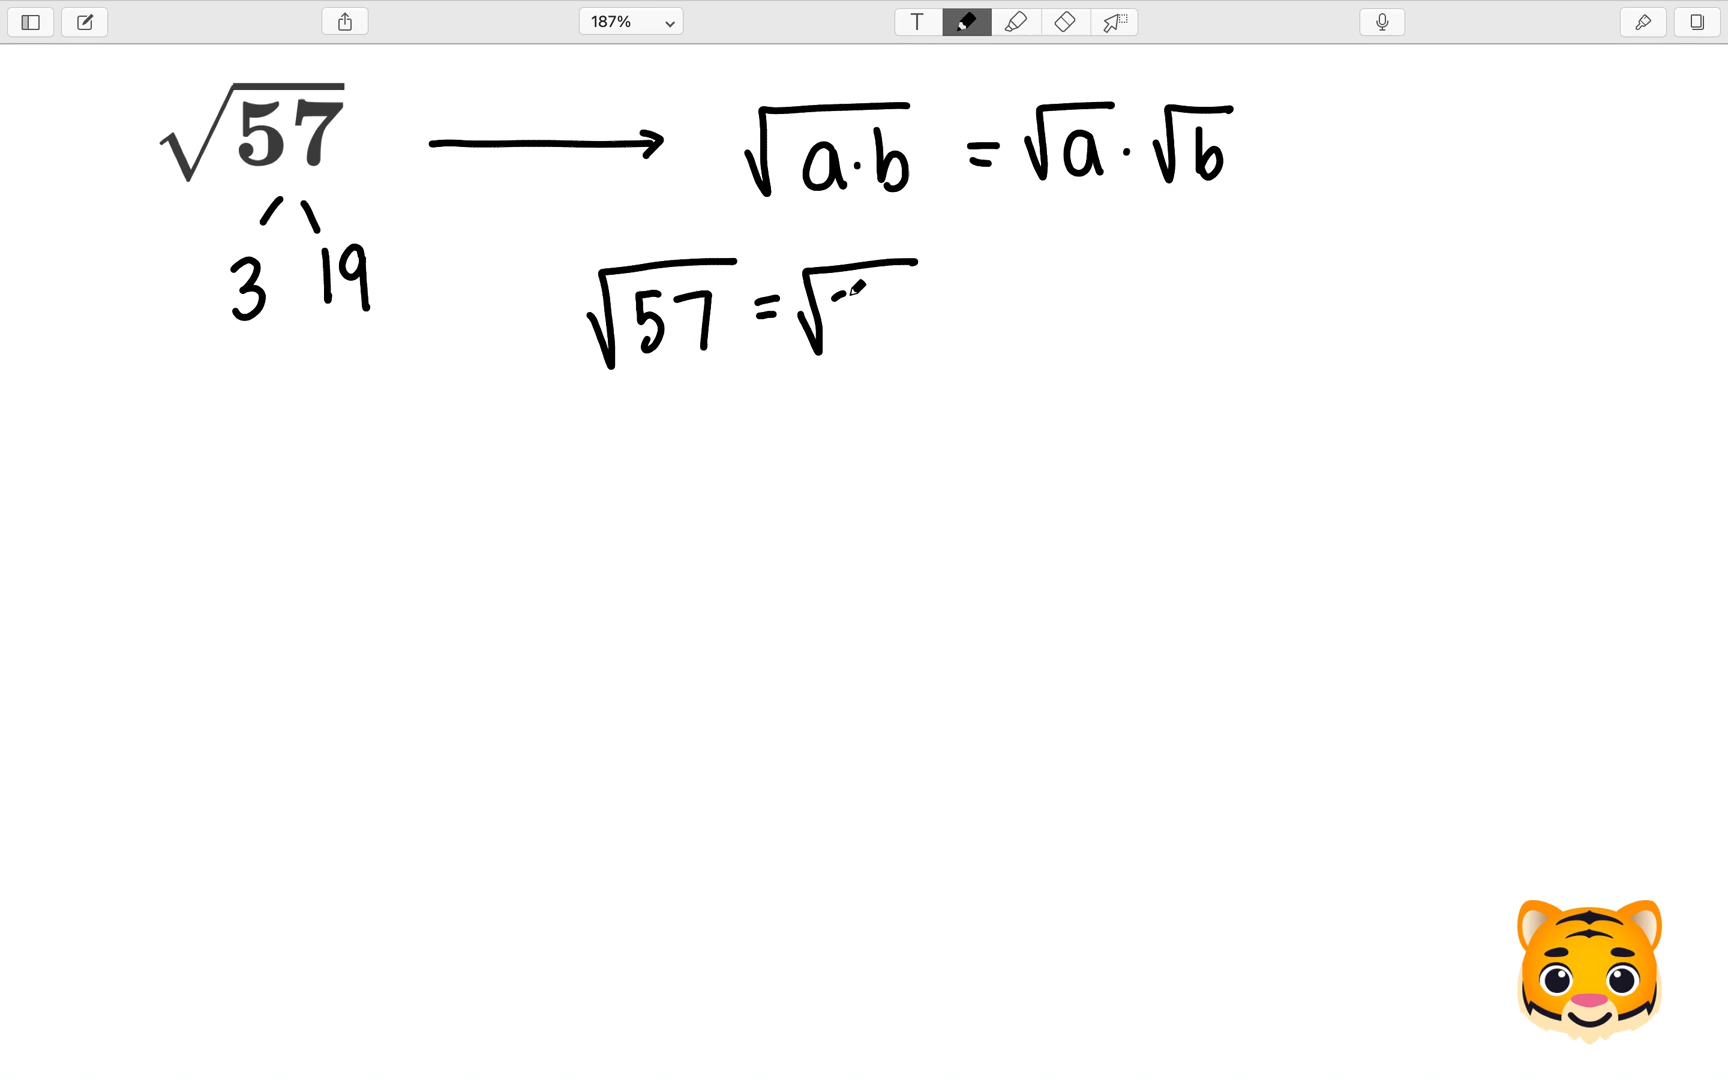 187%
T
√57 → √a·b = √a · √b
3 19
√57 = √